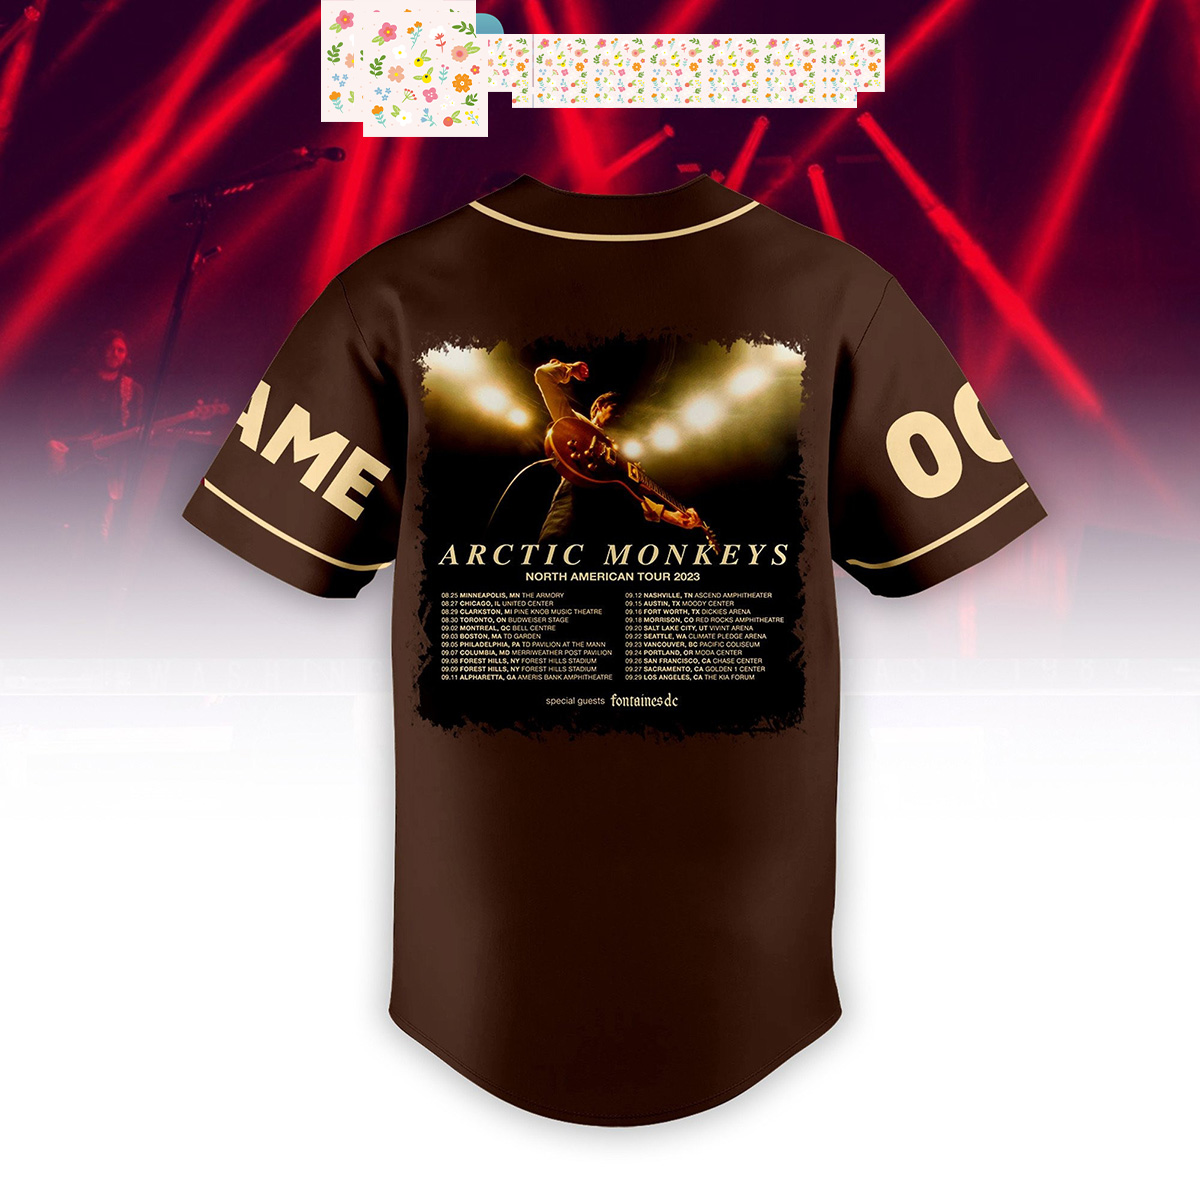 AME
OC
ARCTIC MONKEYS
NORTH AMERICAN TOUR 2023
08.25 MINNEAPOLIS, MN THE ARMORY
08.27 CHICAGO, IL UNITED CENTER
08.29 CLARKSTON, MI PINE KNOB MUSIC THEATRE
08.30 TORONTO, ON BUDWEISER STAGE
09.02 MONTREAL, QC BELL CENTRE
09.03 BOSTON, MA TD GARDEN
09.05 PHILADELPHIA, PA TD PAVILION AT THE MANN
09.07 COLUMBIA, MD MERRIWEATHER POST PAVILION
09.08 FOREST HILLS, NY FOREST HILLS STADIUM
09.09 FOREST HILLS, NY FOREST HILLS STADIUM
09.11 ALPHARETTA, GA AMERIS BANK AMPHITHEATRE
09.12 NASHVILLE, TN ASCEND AMPHITHEATER
09.15 AUSTIN, TX MOODY CENTER
09.16 FORT WORTH, TX DICKIES ARENA
09.18 MORRISON, CO RED ROCKS AMPHITHEATRE
09.20 SALT LAKE CITY, UT VIVINT ARENA
09.22 SEATTLE, WA CLIMATE PLEDGE ARENA
09.23 VANCOUVER, BC PACIFIC COLISEUM
09.24 PORTLAND, OR MODA CENTER
09.26 SAN FRANCISCO, CA CHASE CENTER
09.27 SACRAMENTO, CA GOLDEN 1 CENTER
09.29 LOS ANGELES, CA THE KIA FORUM
special guests fontaines dc